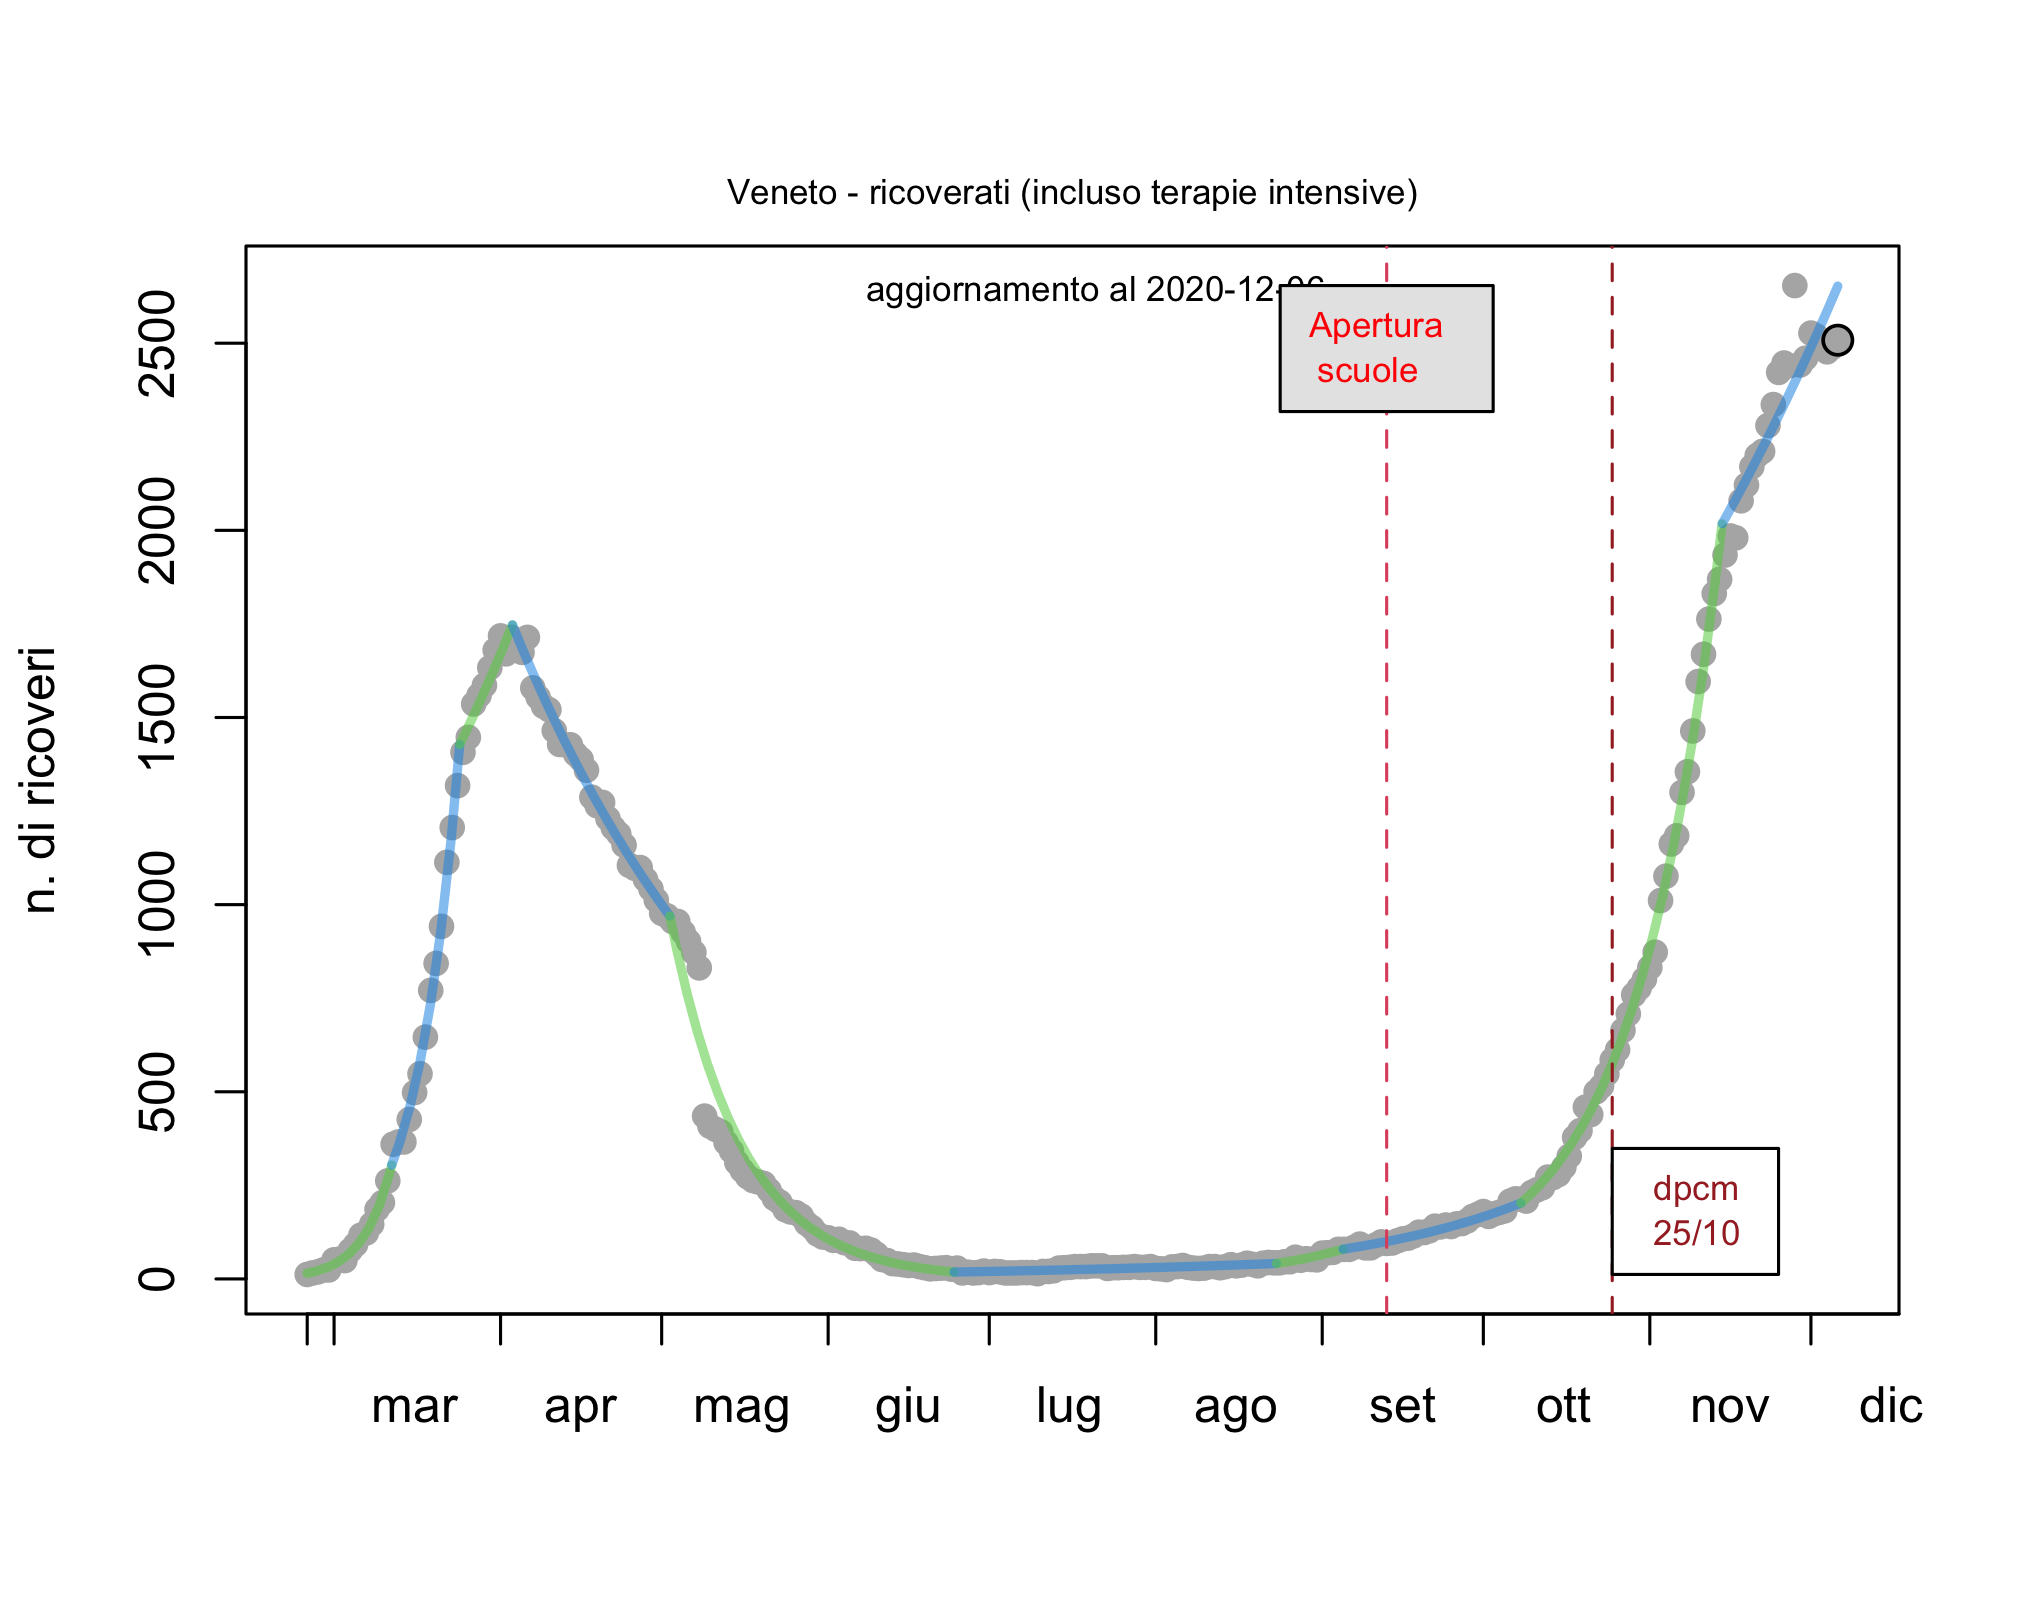 Veneto - ricoverati (incluso terapie intensive)
aggiornamento al 2020-12-06
Apertura
scuole
n. di ricoveri
2500
2000
1500
1000
500
0
dpcm
25/10
mar apr mag giu lug ago set ott nov dic